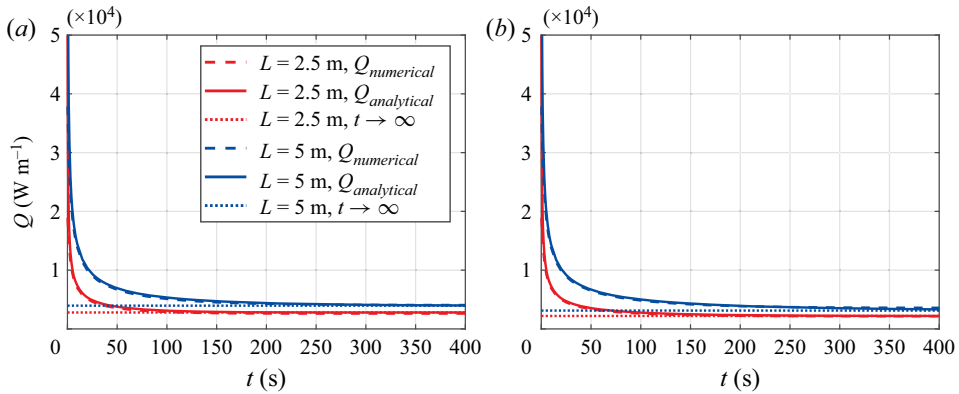 (a)
(×10⁴)
5
4
3
2
1
0
Q (W m⁻¹)
L = 2.5 m, Q_numerical
L = 2.5 m, Q_analytical
L = 2.5 m, t → ∞
L = 5 m, Q_numerical
L = 5 m, Q_analytical
L = 5 m, t → ∞
50 100 150 200 250 300 350 400
t (s)
(b)
(×10⁴)
5
4
3
2
1
0
50 100 150 200 250 300 350 400
t (s)